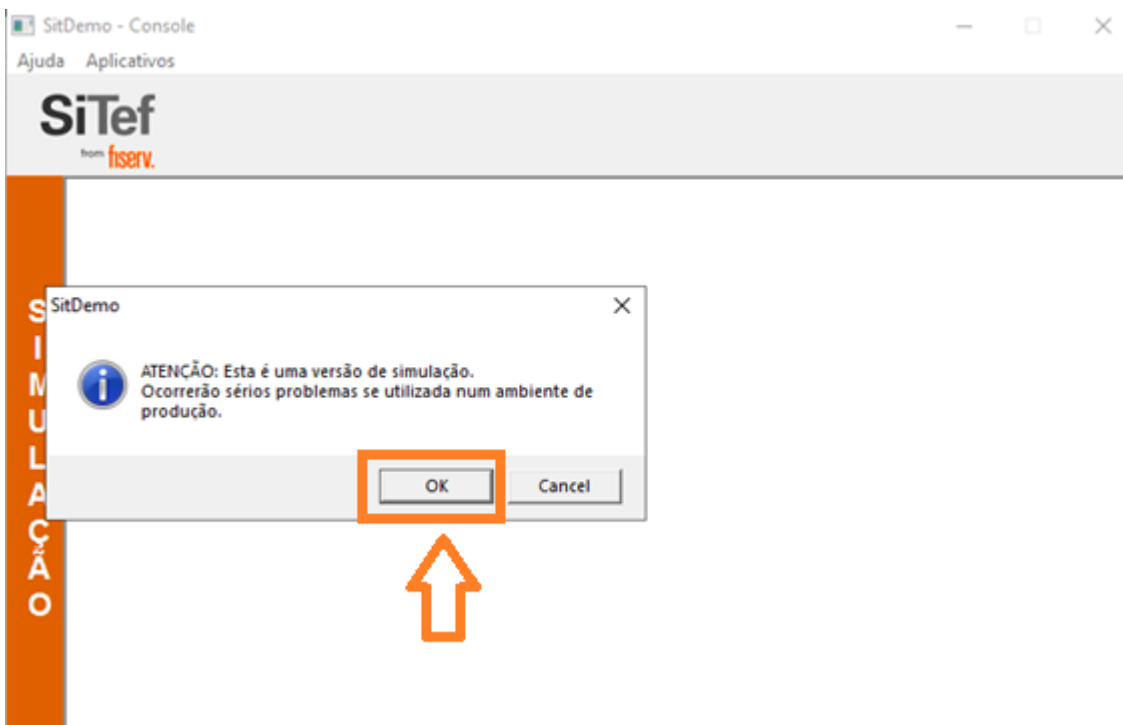 SitDemo - Console
Ajuda Aplicativos
SiTef
from fiserv.
SIMULAÇÃO
SitDemo
ATENÇÃO: Esta é uma versão de simulação.
Ocorrerão sérios problemas se utilizada num ambiente de
produção.
OK Cancel